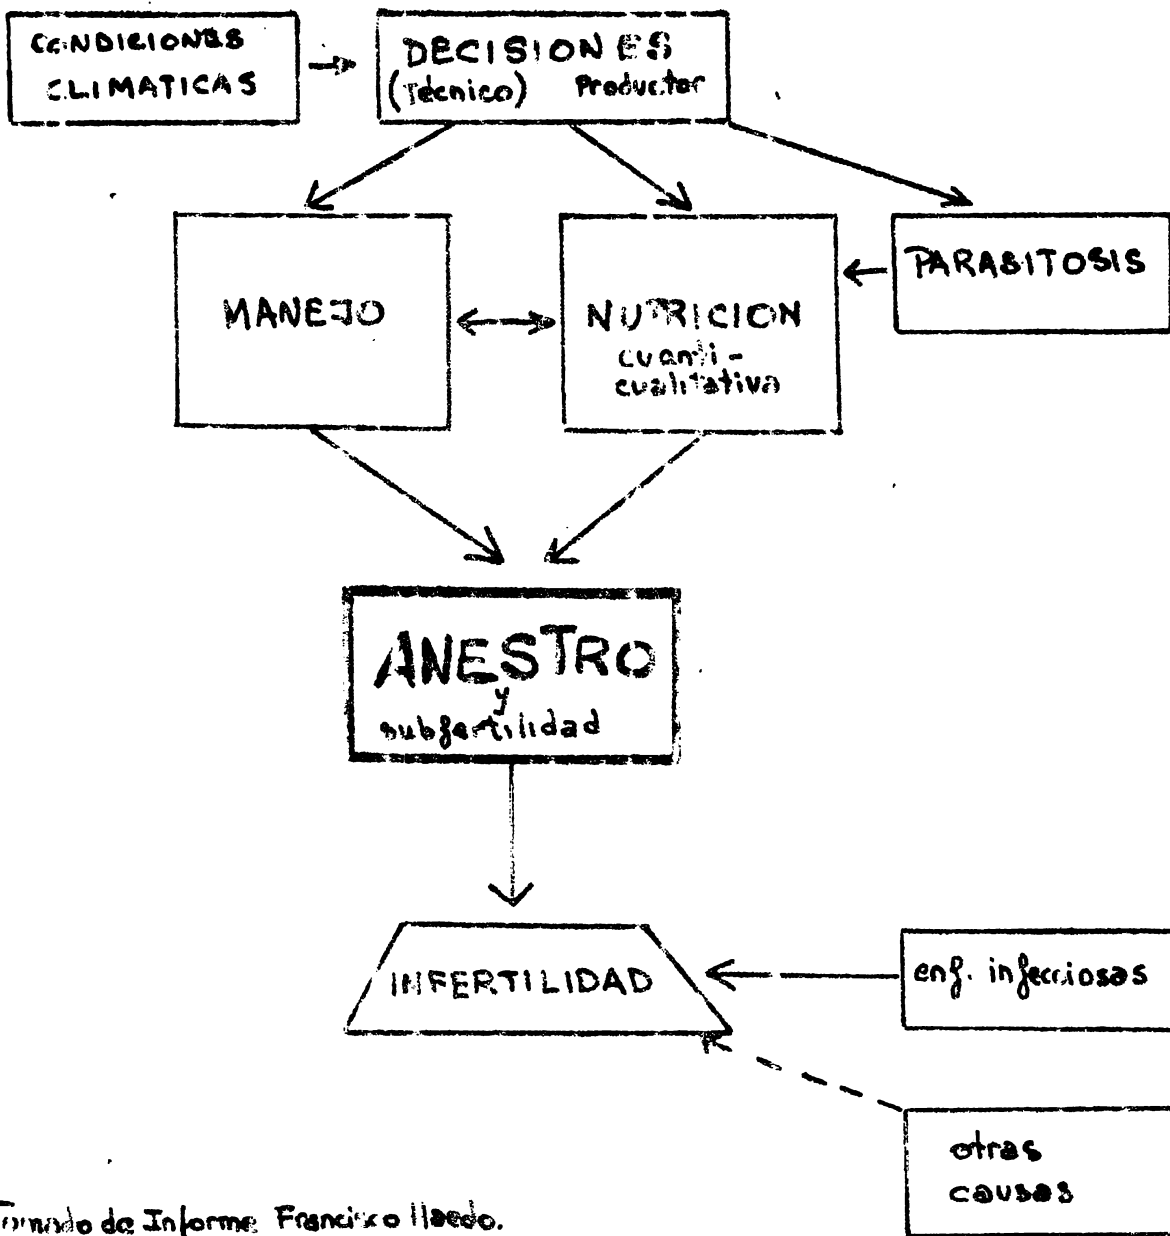 CONDICIONES
CLIMATICAS
DECISIONES
(Técnico) Productor
MANEJO
NUTRICION
cuanti-
cualitativa
PARASITOSIS
ANESTRO
y
subfertilidad
INFERTILIDAD
enf. infecciosas
otras
causas
Tomado de Informe Francisco Haedo.